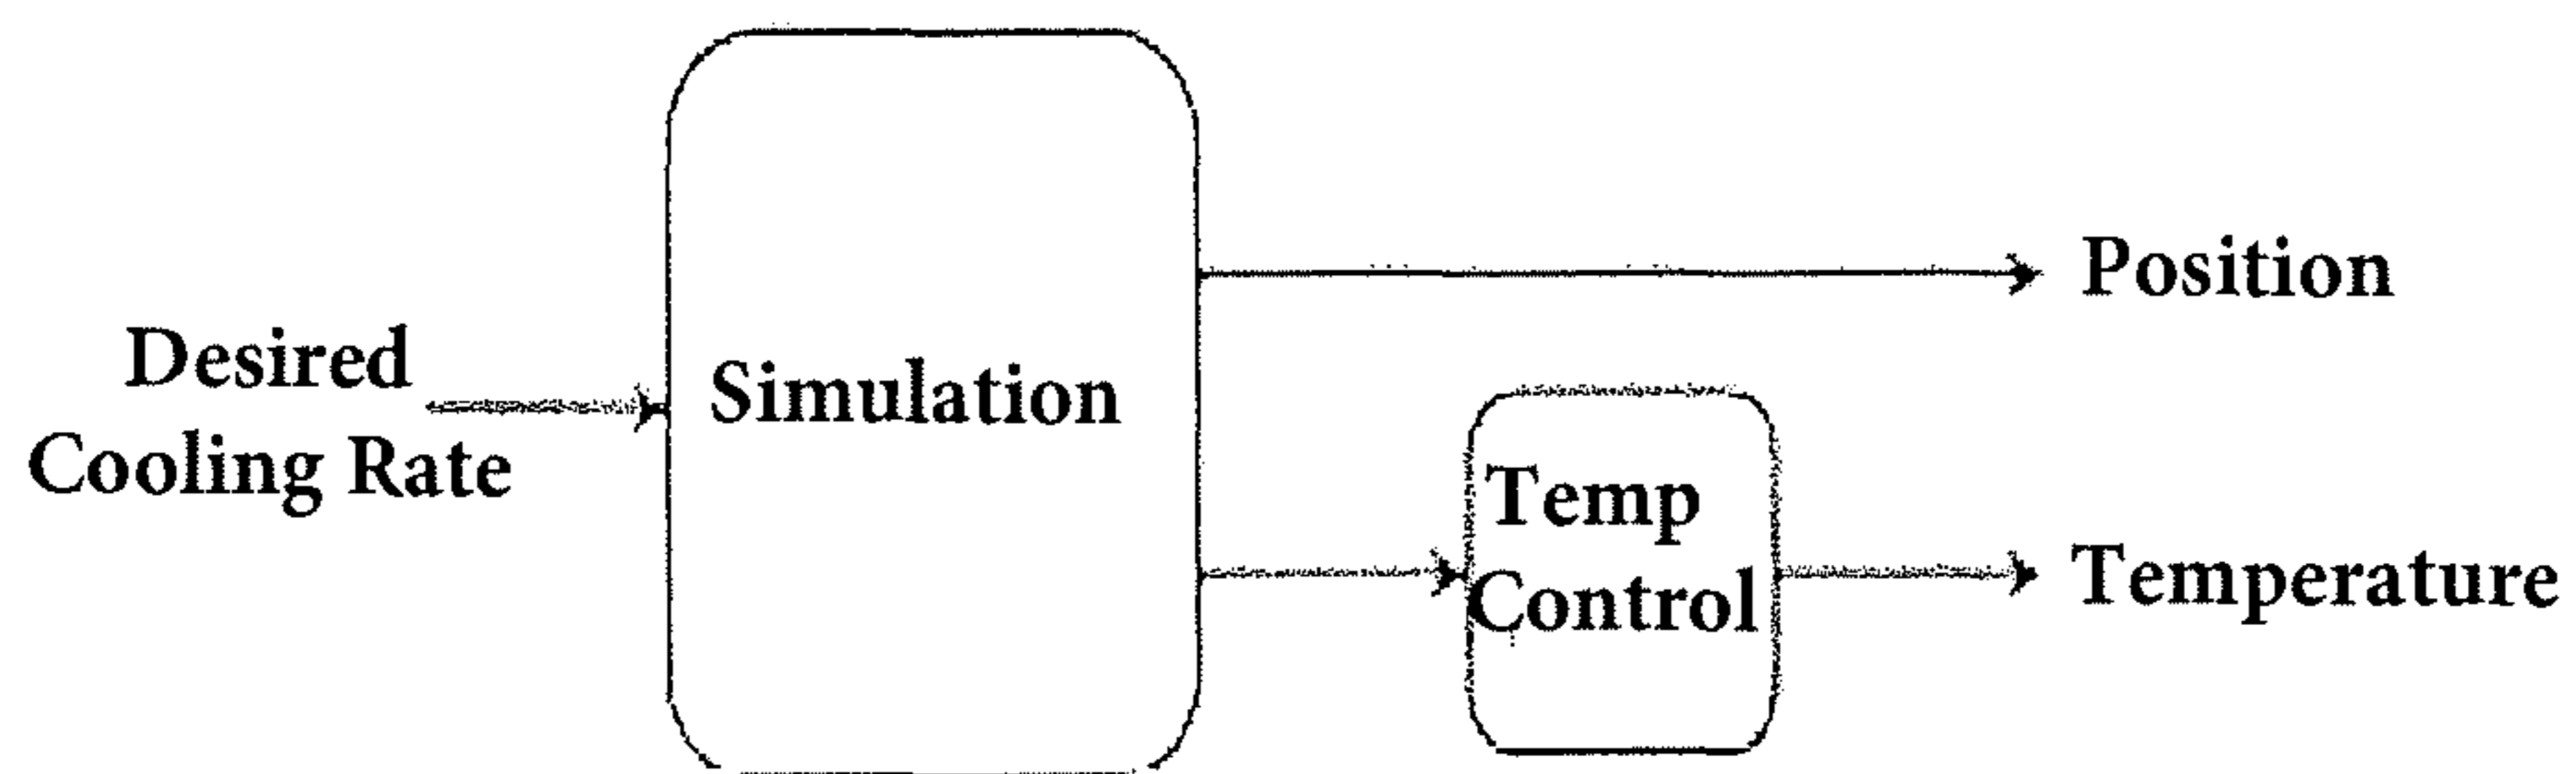 Desired
Cooling Rate
Simulation
Position
Temp
Control
Temperature